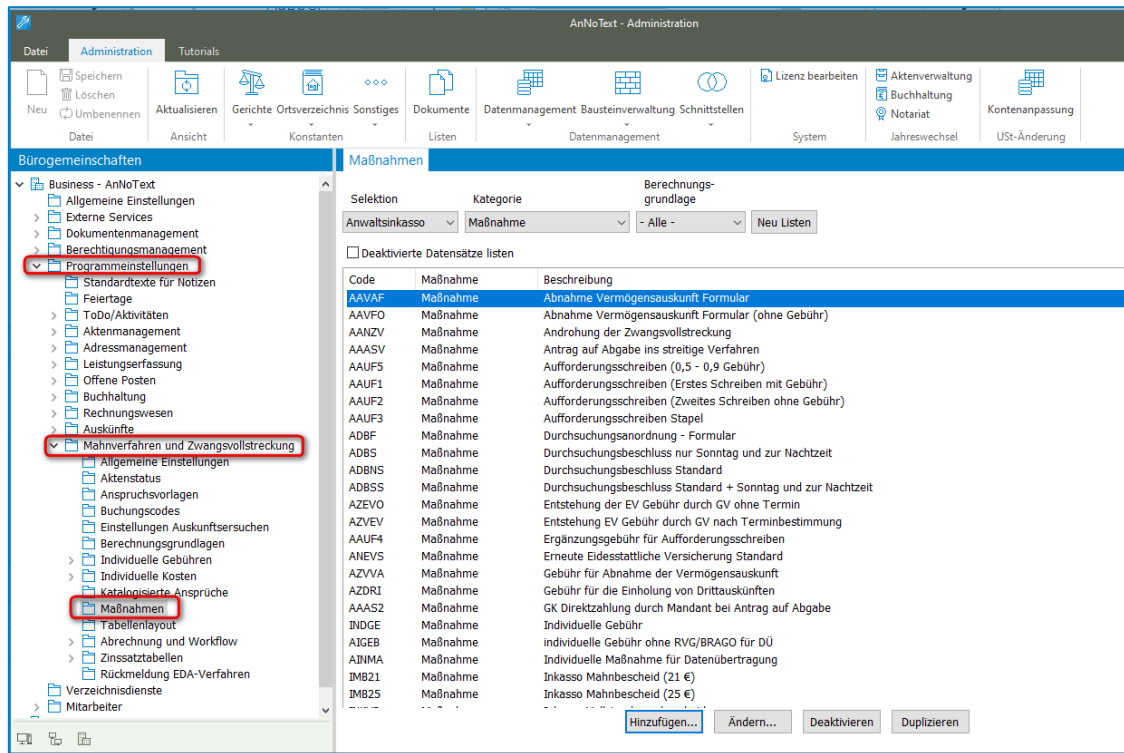 AnNoText - Administration
Datei Administration Tutorials
Neu
Speichern
Löschen
Umbenennen
Datei
Aktualisieren
Ansicht
Gerichte Ortsverzeichnis Sonstiges
Konstanten
Dokumente
Listen
Datenmanagement Bausteinverwaltung Schnittstellen
Datenmanagement
Lizenz bearbeiten
System
Aktenverwaltung
Buchhaltung
Notariat
Jahreswechsel
Kontenanpassung
USt-Änderung
Bürogemeinschaften
Business - AnNoText
Allgemeine Einstellungen
Externe Services
Dokumentenmanagement
Berechtigungsmanagement
Programmeinstellungen
Standardtexte für Notizen
Feiertage
ToDo/Aktivitäten
Aktenmanagement
Adressmanagement
Leistungserfassung
Offene Posten
Buchhaltung
Rechnungswesen
Auskünfte
Mahnverfahren und Zwangsvollstreckung
Allgemeine Einstellungen
Aktenstatus
Anspruchsvorlagen
Buchungscodes
Einstellungen Auskunftsersuchen
Berechnungsgrundlagen
Individuelle Gebühren
Individuelle Kosten
Katalogisierte Ansprüche
Maßnahmen
Tabellenlayout
Abrechnung und Workflow
Zinssatztabellen
Rückmeldung EDA-Verfahren
Verzeichnisdienste
Mitarbeiter
Maßnahmen
Selektion Kategorie Berechnungs-
grundlage
Anwaltsinkasso Maßnahme - Alle - Neu Listen
Deaktivierte Datensätze listen
Code Maßnahme Beschreibung
AAVAF Maßnahme Abnahme Vermögensauskunft Formular
AAVFO Maßnahme Abnahme Vermögensauskunft Formular (ohne Gebühr)
AANZV Maßnahme Androhung der Zwangsvollstreckung
AAASV Maßnahme Antrag auf Abgabe ins streitige Verfahren
AAUF5 Maßnahme Aufforderungsschreiben (0,5 - 0,9 Gebühr)
AAUF1 Maßnahme Aufforderungsschreiben (Erstes Schreiben mit Gebühr)
AAUF2 Maßnahme Aufforderungsschreiben (Zweites Schreiben ohne Gebühr)
AAUF3 Maßnahme Aufforderungsschreiben Stapel
ADBF Maßnahme Durchsuchungsanordnung - Formular
ADBS Maßnahme Durchsuchungsbeschluss nur Sonntag und zur Nachtzeit
ADBNS Maßnahme Durchsuchungsbeschluss Standard
ADBSS Maßnahme Durchsuchungsbeschluss Standard + Sonntag und zur Nachtzeit
AZEVO Maßnahme Entstehung der EV Gebühr durch GV ohne Termin
AZVEV Maßnahme Entstehung EV Gebühr durch GV nach Terminbestimmung
AAUF4 Maßnahme Ergänzungsgebühr für Aufforderungsschreiben
ANEVS Maßnahme Erneute Eidesstattliche Versicherung Standard
AZVVA Maßnahme Gebühr für Abnahme der Vermögensauskunft
AZDRI Maßnahme Gebühr für die Einholung von Drittauskünften
AAAS2 Maßnahme GK Direktzahlung durch Mandant bei Antrag auf Abgabe
INDGE Maßnahme Individuelle Gebühr
AIGEB Maßnahme individuelle Gebühr ohne RVG/BRAGO für DÜ
AINMA Maßnahme Individuelle Maßnahme für Datenübertragung
IMB21 Maßnahme Inkasso Mahnbescheid (21 €)
IMB25 Maßnahme Inkasso Mahnbescheid (25 €)
Hinzufügen... Ändern... Deaktivieren Duplizieren